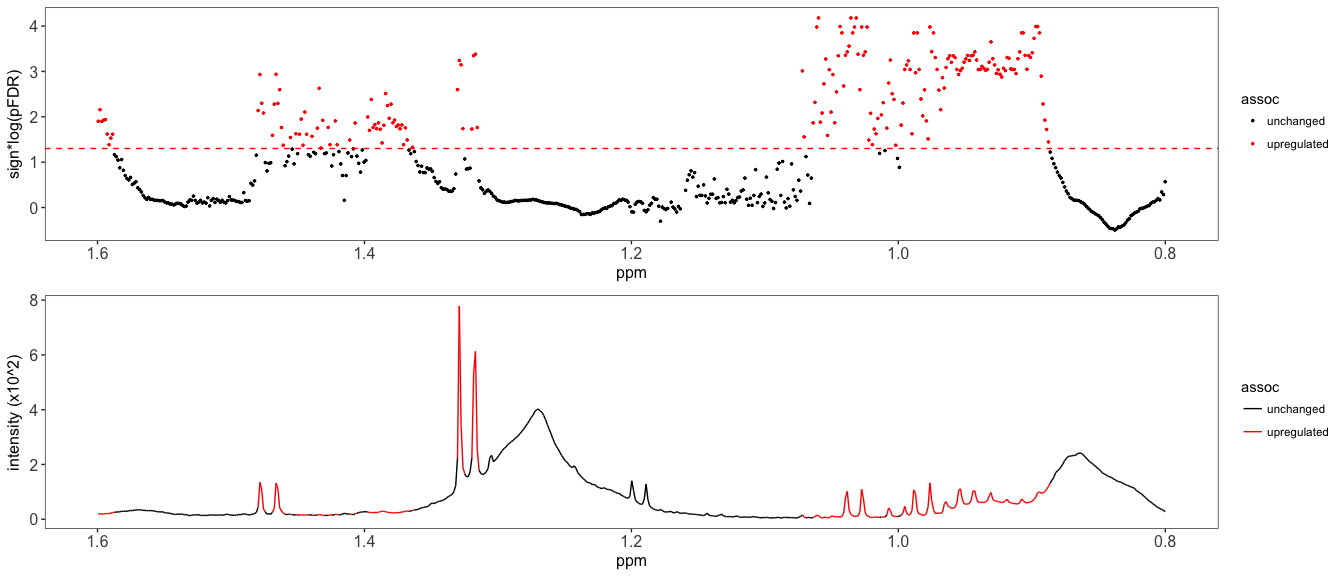 4
3
2
1
0
sign*log(pFDR)
1.6 1.4 1.2 1.0 0.8
ppm
assoc
unchanged
upregulated
8
6
4
2
0
intensity (x10^2)
1.6 1.4 1.2 1.0 0.8
ppm
assoc
unchanged
upregulated